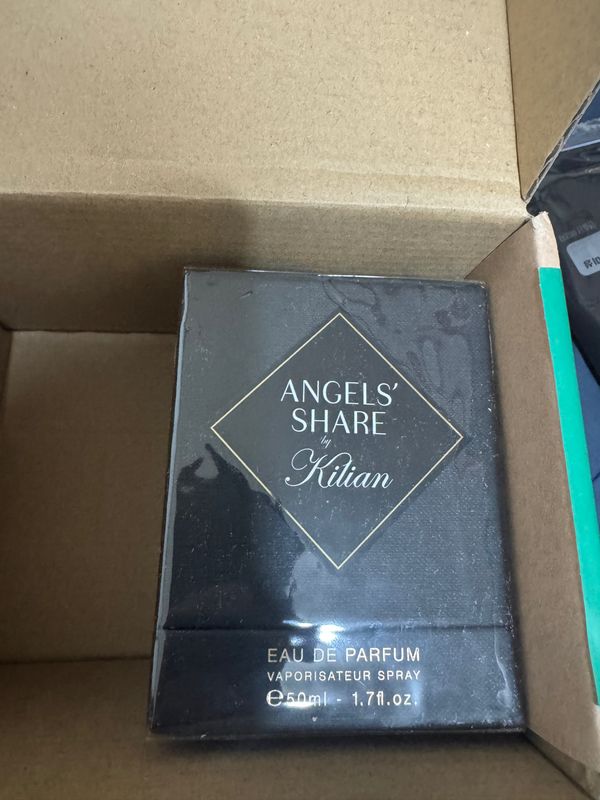 ANGELS'
SHARE
by
Kilian
EAU DE PARFUM
VAPORISATEUR SPRAY
℮50ml - 1.7fl.oz.